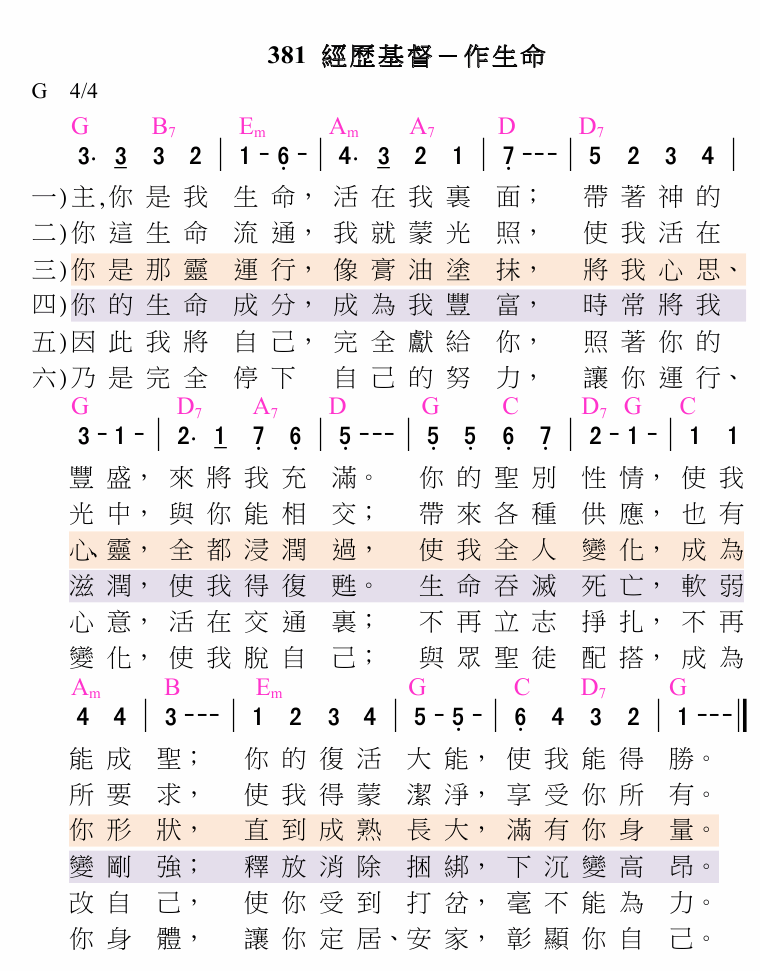 381 經歷基督－作生命
G 4/4
G B7 Em Am A7 D D7
3· 3 3 2 | 1 - 6 - | 4· 3 2 1 | 7 - - - | 5 2 3 4 |
一)主,你是我 生命，活在我裏 面； 帶著神的
二)你這生命 流通，我就蒙光 照， 使我活在
三)你是那靈 運行，像膏油塗 抹， 將我心思、
四)你的生命 成分，成為我豐 富， 時常將我
五)因此我將 自己，完全獻給 你， 照著你的
六)乃是完全 停下 自己的努 力， 讓你運行、
G D7 A7 D G C D7 G C
3 - 1 - | 2· 1 7 6 | 5 - - - | 5 5 6 7 | 2 - 1 - | 1 1
豐盛，來將我充 滿。 你的聖別 性情，使我
光中，與你能相 交； 帶來各種 供應，也有
心、靈，全都浸潤 過， 使我全人 變化，成為
滋潤，使我得復 甦。 生命吞滅 死亡，軟弱
心意，活在交通 裏； 不再立志 掙扎，不再
變化，使我脫自 己； 與眾聖徒 配搭，成為
Am B Em G C D7 G
4 4 | 3 - - - | 1 2 3 4 | 5 - 5 - | 6 4 3 2 | 1 - - - ||
能成 聖； 你的復活 大能，使我能得 勝。
所要 求， 使我得蒙 潔淨，享受你所 有。
你形 狀， 直到成熟 長大，滿有你身 量。
變剛 強； 釋放消除 捆綁，下沉變高 昂。
改自 己， 使你受到 打岔，毫不能為 力。
你身 體， 讓你定居、安家，彰顯你自 己。